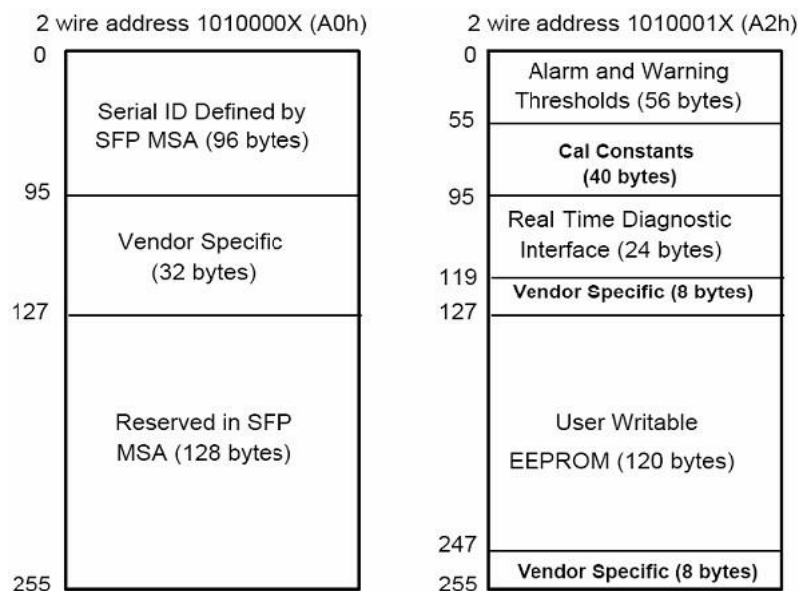 2 wire address 1010000X (A0h)
0
Serial ID Defined by
SFP MSA (96 bytes)
95
Vendor Specific
(32 bytes)
127
Reserved in SFP
MSA (128 bytes)
255
2 wire address 1010001X (A2h)
0
Alarm and Warning
Thresholds (56 bytes)
55
Cal Constants
(40 bytes)
95
Real Time Diagnostic
Interface (24 bytes)
119
Vendor Specific (8 bytes)
127
User Writable
EEPROM (120 bytes)
247
Vendor Specific (8 bytes)
255